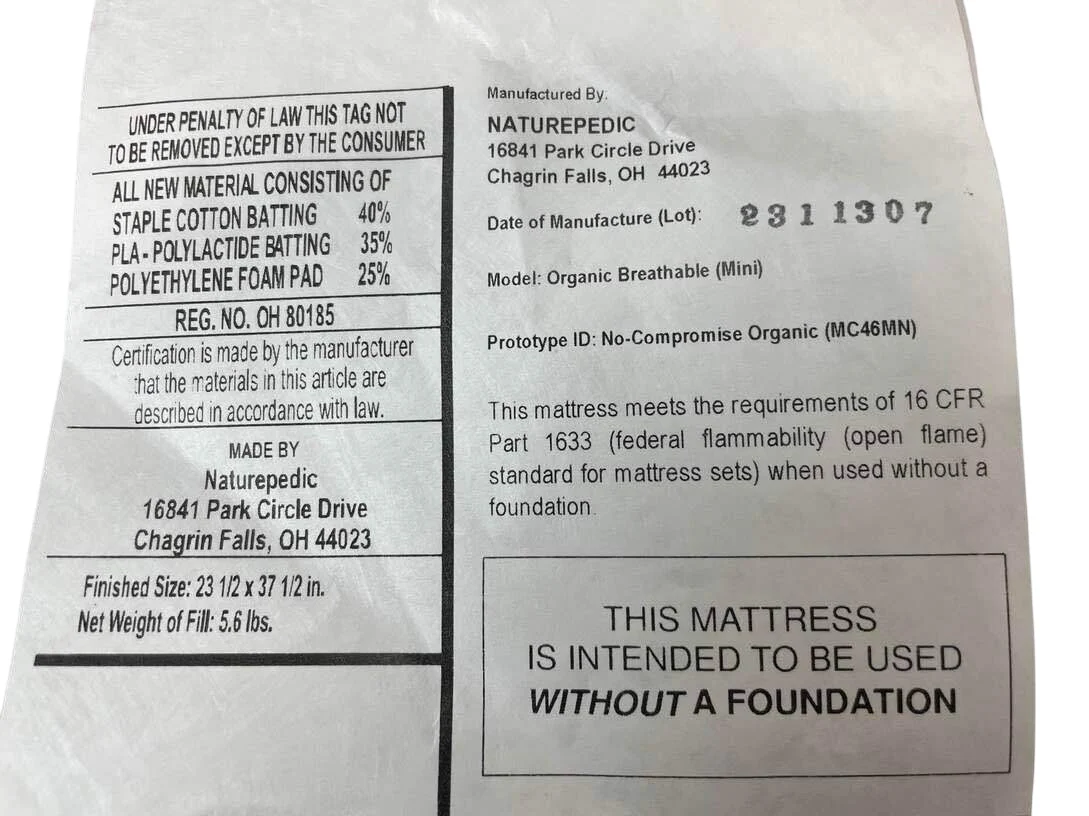 UNDER PENALTY OF LAW THIS TAG NOT
TO BE REMOVED EXCEPT BY THE CONSUMER
ALL NEW MATERIAL CONSISTING OF
STAPLE COTTON BATTING 40%
PLA - POLYLACTIDE BATTING 35%
POLYETHYLENE FOAM PAD 25%
REG. NO. OH 80185
Certification is made by the manufacturer
that the materials in this article are
described in accordance with law.
MADE BY
Naturepedic
16841 Park Circle Drive
Chagrin Falls, OH 44023
Finished Size: 23 1/2 x 37 1/2 in.
Net Weight of Fill: 5.6 lbs.
Manufactured By:
NATUREPEDIC
16841 Park Circle Drive
Chagrin Falls, OH 44023
Date of Manufacture (Lot): 2311307
Model: Organic Breathable (Mini)
Prototype ID: No-Compromise Organic (MC46MN)
This mattress meets the requirements of 16 CFR
Part 1633 (federal flammability (open flame)
standard for mattress sets) when used without a
foundation.
THIS MATTRESS
IS INTENDED TO BE USED
WITHOUT A FOUNDATION